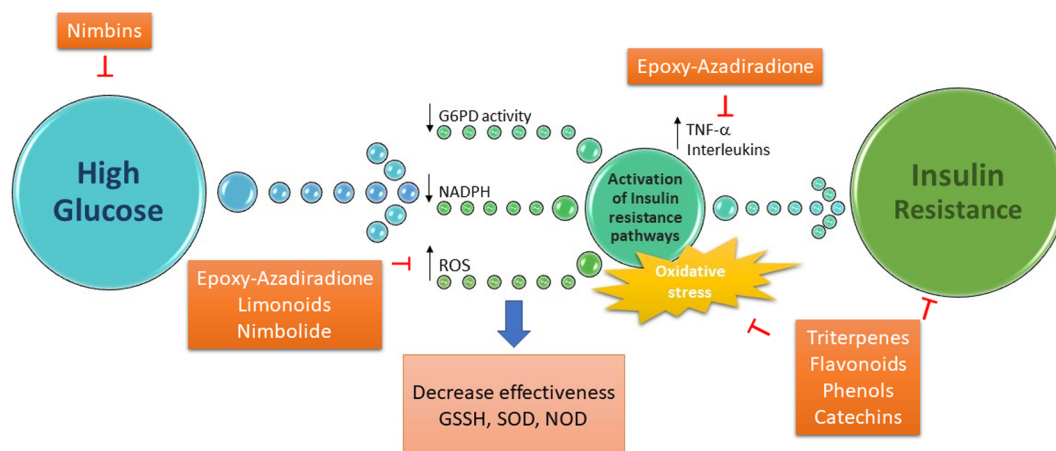 Nimbins
High
Glucose
Epoxy-Azadiradione
Limonoids
Nimbolide
↓ G6PD activity
↓ NADPH
↑ ROS
Decrease effectiveness
GSSH, SOD, NOD
Activation
of Insulin
resistance
pathways
Oxidative
stress
Epoxy-Azadiradione
↑ TNF-α
Interleukins
Insulin
Resistance
Triterpenes
Flavonoids
Phenols
Catechins